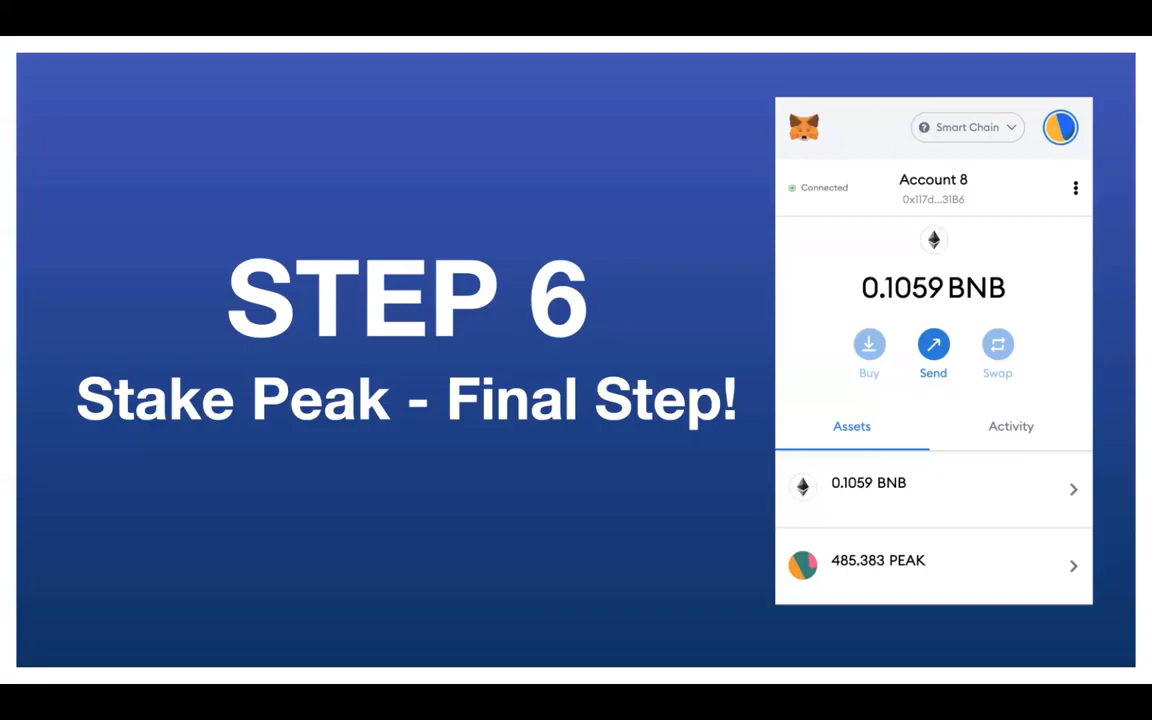 STEP 6
Stake Peak - Final Step!
Smart Chain
Connected
Account 8
0x117d...31B6
0.1059 BNB
Buy
Send
Swap
Assets
Activity
0.1059 BNB
485.383 PEAK